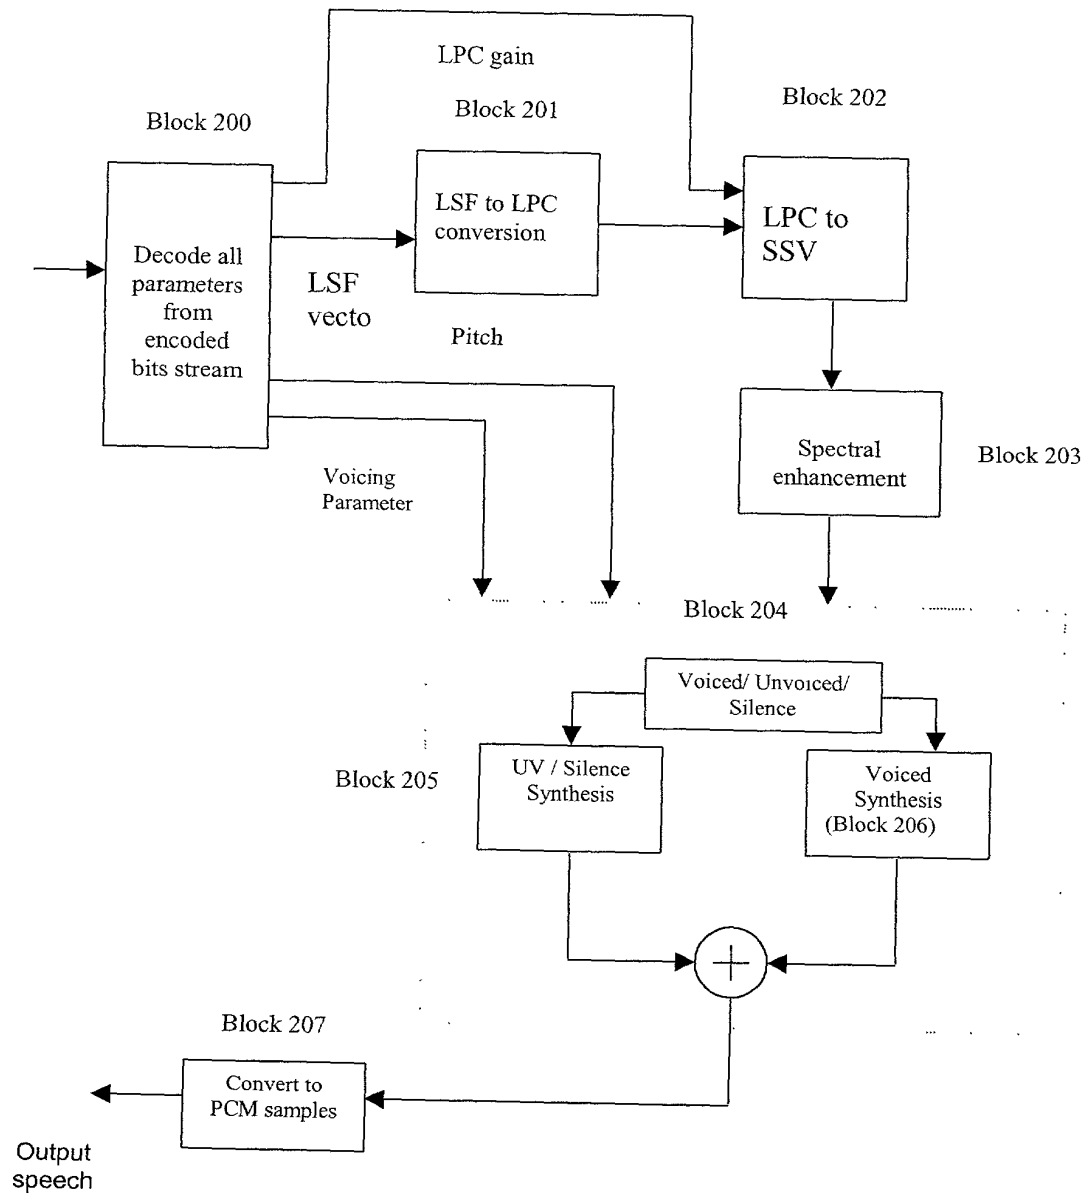 LPC gain
Block 202
Block 201
Block 200
LSF to LPC
conversion
LPC to
SSV
Decode all
parameters
from
encoded
bits stream
LSF
vecto
Pitch
Spectral
enhancement
Block 203
Voicing
Parameter
Block 204
Voiced/ Unvoiced/
Silence
Block 205
UV / Silence
Synthesis
Voiced
Synthesis
(Block 206)
Block 207
Convert to
PCM samples
Output
speech